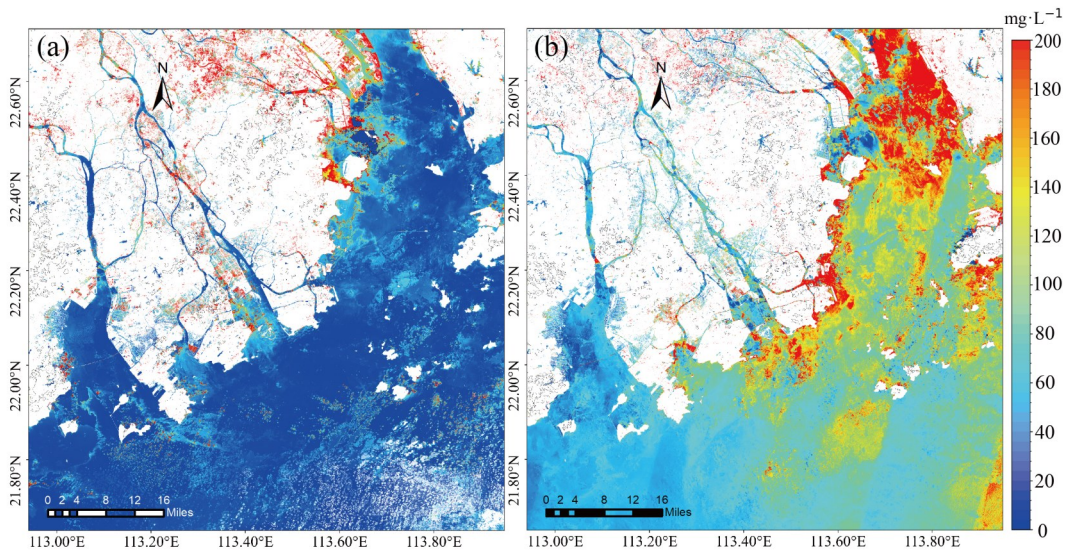 mg·L⁻¹
(a)
N
22.60°N
22.40°N
22.20°N
22.00°N
21.80°N
0 2 4 8 12 16
Miles
113.00°E 113.20°E 113.40°E 113.60°E 113.80°E
(b)
N
22.60°N
22.40°N
22.20°N
22.00°N
21.80°N
0 2 4 8 12 16
Miles
113.00°E 113.20°E 113.40°E 113.60°E 113.80°E
200
180
160
140
120
100
80
60
40
20
0